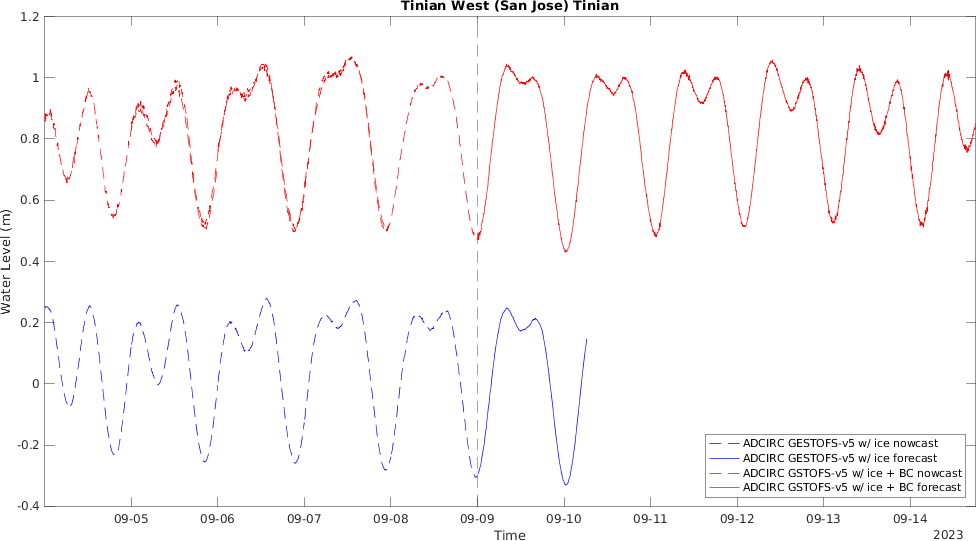 Tinian West (San Jose) Tinian
1.2
1
0.8
0.6
0.4
0.2
0
-0.2
-0.4
Water Level (m)
ADCIRC GESTOFS-v5 w/ ice nowcast
ADCIRC GESTOFS-v5 w/ ice forecast
ADCIRC GSTOFS-v5 w/ ice + BC nowcast
ADCIRC GSTOFS-v5 w/ ice + BC forecast
09-05 09-06 09-07 09-08 09-09 09-10 09-11 09-12 09-13 09-14
Time
2023